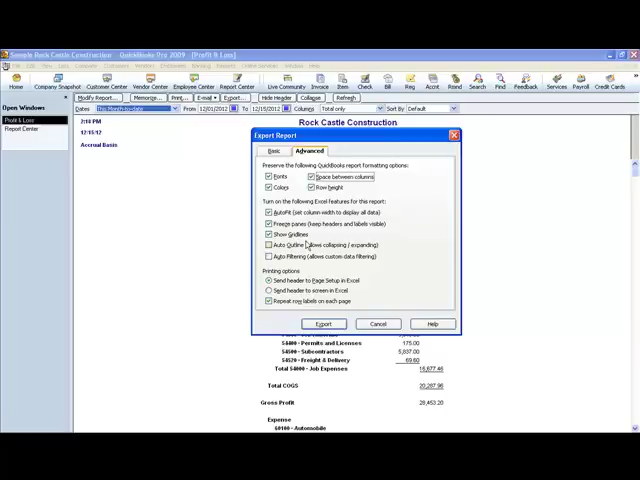 Sample Rock Castle Construction - QuickBooks Pro 2009 - [Profit & Loss]
Home Company Snapshot Customer Center Vendor Center Employee Center Report Center Live Community Invoice Item Check Bill Reg Accnt Rmnd Search Find Feedback Services Payroll Credit Cards
Open Windows
Profit & Loss
Report Center
Modify Report... Memorize... Print... E-mail Export... Hide Header Collapse Refresh
Dates This Month-to-date From 12/01/2012 To 12/15/2012 Columns Total only Sort By Default
2:18 PM
12/15/12
Accrual Basis
Rock Castle Construction
Export Report
Basic Advanced
Preserve the following QuickBooks report formatting options:
Fonts Space between columns
Colors Row height
Turn on the following Excel features for this report:
AutoFit (set column width to display all data)
Freeze panes (keep headers and labels visible)
Show Gridlines
Auto Outline (allows collapsing / expanding)
Auto Filtering (allows custom data filtering)
Printing options
Send header to Page Setup in Excel
Send header to screen in Excel
Repeat row labels on each page
Export Cancel Help
54400 · Permits and Licenses 175.00
54500 · Subcontractors 5,837.00
54520 · Freight & Delivery 69.60
Total 54000 · Job Expenses 16,677.46
Total COGS 20,287.96
Gross Profit 28,453.20
Expense
60100 · Automobile